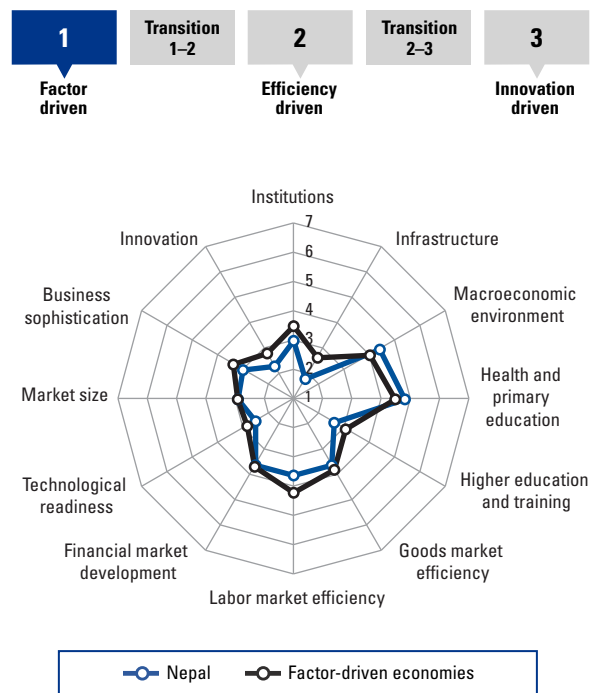 1
Transition
1–2
2
Transition
2–3
3
Factor
driven
Efficiency
driven
Innovation
driven
Institutions
7
Innovation
Infrastructure
6
5
Business
sophistication
Macroeconomic
environment
4
3
2
Market size
1
Health and
primary
education
Technological
readiness
Higher education
and training
Financial market
development
Goods market
efficiency
Labor market efficiency
Nepal
Factor-driven economies